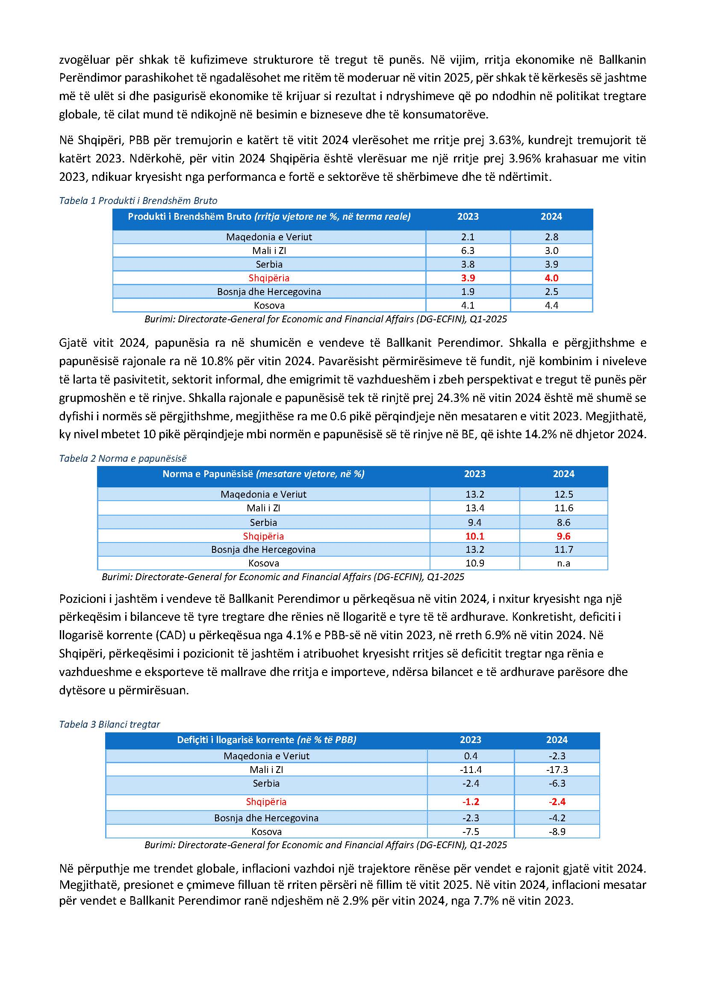 zvogëluar për shkak të kufizimeve strukturore të tregut të punës. Në vijim, rritja ekonomike në Ballkanin
Perëndimor parashikohet të ngadalësohet me ritëm të moderuar në vitin 2025, për shkak të kërkesës së jashtme
më të ulët si dhe pasigurisë ekonomike të krijuar si rezultat i ndryshimeve që po ndodhin në politikat tregtare
globale, të cilat mund të ndikojnë në besimin e bizneseve dhe të konsumatorëve.
Në Shqipëri, PBB për tremujorin e katërt të vitit 2024 vlerësohet me rritje prej 3.63%, kundrejt tremujorit të
katërt 2023. Ndërkohë, për vitin 2024 Shqipëria është vlerësuar me një rritje prej 3.96% krahasuar me vitin
2023, ndikuar kryesisht nga performanca e fortë e sektorëve të shërbimeve dhe të ndërtimit.
Tabela 1 Produkti i Brendshëm Bruto
Produkti i Brendshëm Bruto (rritja vjetore ne %, në terma reale) 2023 2024
Maqedonia e Veriut 2.1 2.8
Mali i ZI 6.3 3.0
Serbia 3.8 3.9
Shqipëria 3.9 4.0
Bosnja dhe Hercegovina 1.9 2.5
Kosova 4.1 4.4
Burimi: Directorate-General for Economic and Financial Affairs (DG-ECFIN), Q1-2025
Gjatë vitit 2024, papunësia ra në shumicën e vendeve të Ballkanit Perendimor. Shkalla e përgjithshme e
papunësisë rajonale ra në 10.8% për vitin 2024. Pavarësisht përmirësimeve të fundit, një kombinim i niveleve
të larta të pasivitetit, sektorit informal, dhe emigrimit të vazhdueshëm i zbeh perspektivat e tregut të punës për
grupmoshën e të rinjve. Shkalla rajonale e papunësisë tek të rinjtë prej 24.3% në vitin 2024 është më shumë se
dyfishi i normës së përgjithshme, megjithëse ra me 0.6 pikë përqindjeje nën mesataren e vitit 2023. Megjithatë,
ky nivel mbetet 10 pikë përqindjeje mbi normën e papunësisë së të rinjve në BE, që ishte 14.2% në dhjetor 2024.
Tabela 2 Norma e papunësisë
Norma e Papunësisë (mesatare vjetore, në %) 2023 2024
Maqedonia e Veriut 13.2 12.5
Mali i ZI 13.4 11.6
Serbia 9.4 8.6
Shqipëria 10.1 9.6
Bosnja dhe Hercegovina 13.2 11.7
Kosova 10.9 n.a
Burimi: Directorate-General for Economic and Financial Affairs (DG-ECFIN), Q1-2025
Pozicioni i jashtëm i vendeve të Ballkanit Perendimor u përkeqësua në vitin 2024, i nxitur kryesisht nga një
përkeqësim i bilanceve të tyre tregtare dhe rënies në llogaritë e tyre të të ardhurave. Konkretisht, deficiti i
llogarisë korrente (CAD) u përkeqësua nga 4.1% e PBB-së në vitin 2023, në rreth 6.9% në vitin 2024. Në
Shqipëri, përkeqësimi i pozicionit të jashtëm i atribuohet kryesisht rritjes së deficitit tregtar nga rënia e
vazhdueshme e eksporteve të mallrave dhe rritja e importeve, ndërsa bilancet e të ardhurave parësore dhe
dytësore u përmirësuan.
Tabela 3 Bilanci tregtar
Defiçiti i llogarisë korrente (në % të PBB) 2023 2024
Maqedonia e Veriut 0.4 -2.3
Mali i ZI -11.4 -17.3
Serbia -2.4 -6.3
Shqipëria -1.2 -2.4
Bosnja dhe Hercegovina -2.3 -4.2
Kosova -7.5 -8.9
Burimi: Directorate-General for Economic and Financial Affairs (DG-ECFIN), Q1-2025
Në përputhje me trendet globale, inflacioni vazhdoi një trajektore rënëse për vendet e rajonit gjatë vitit 2024.
Megjithatë, presionet e çmimeve filluan të rriten përsëri në fillim të vitit 2025. Në vitin 2024, inflacioni mesatar
për vendet e Ballkanit Perendimor ranë ndjeshëm në 2.9% për vitin 2024, nga 7.7% në vitin 2023.